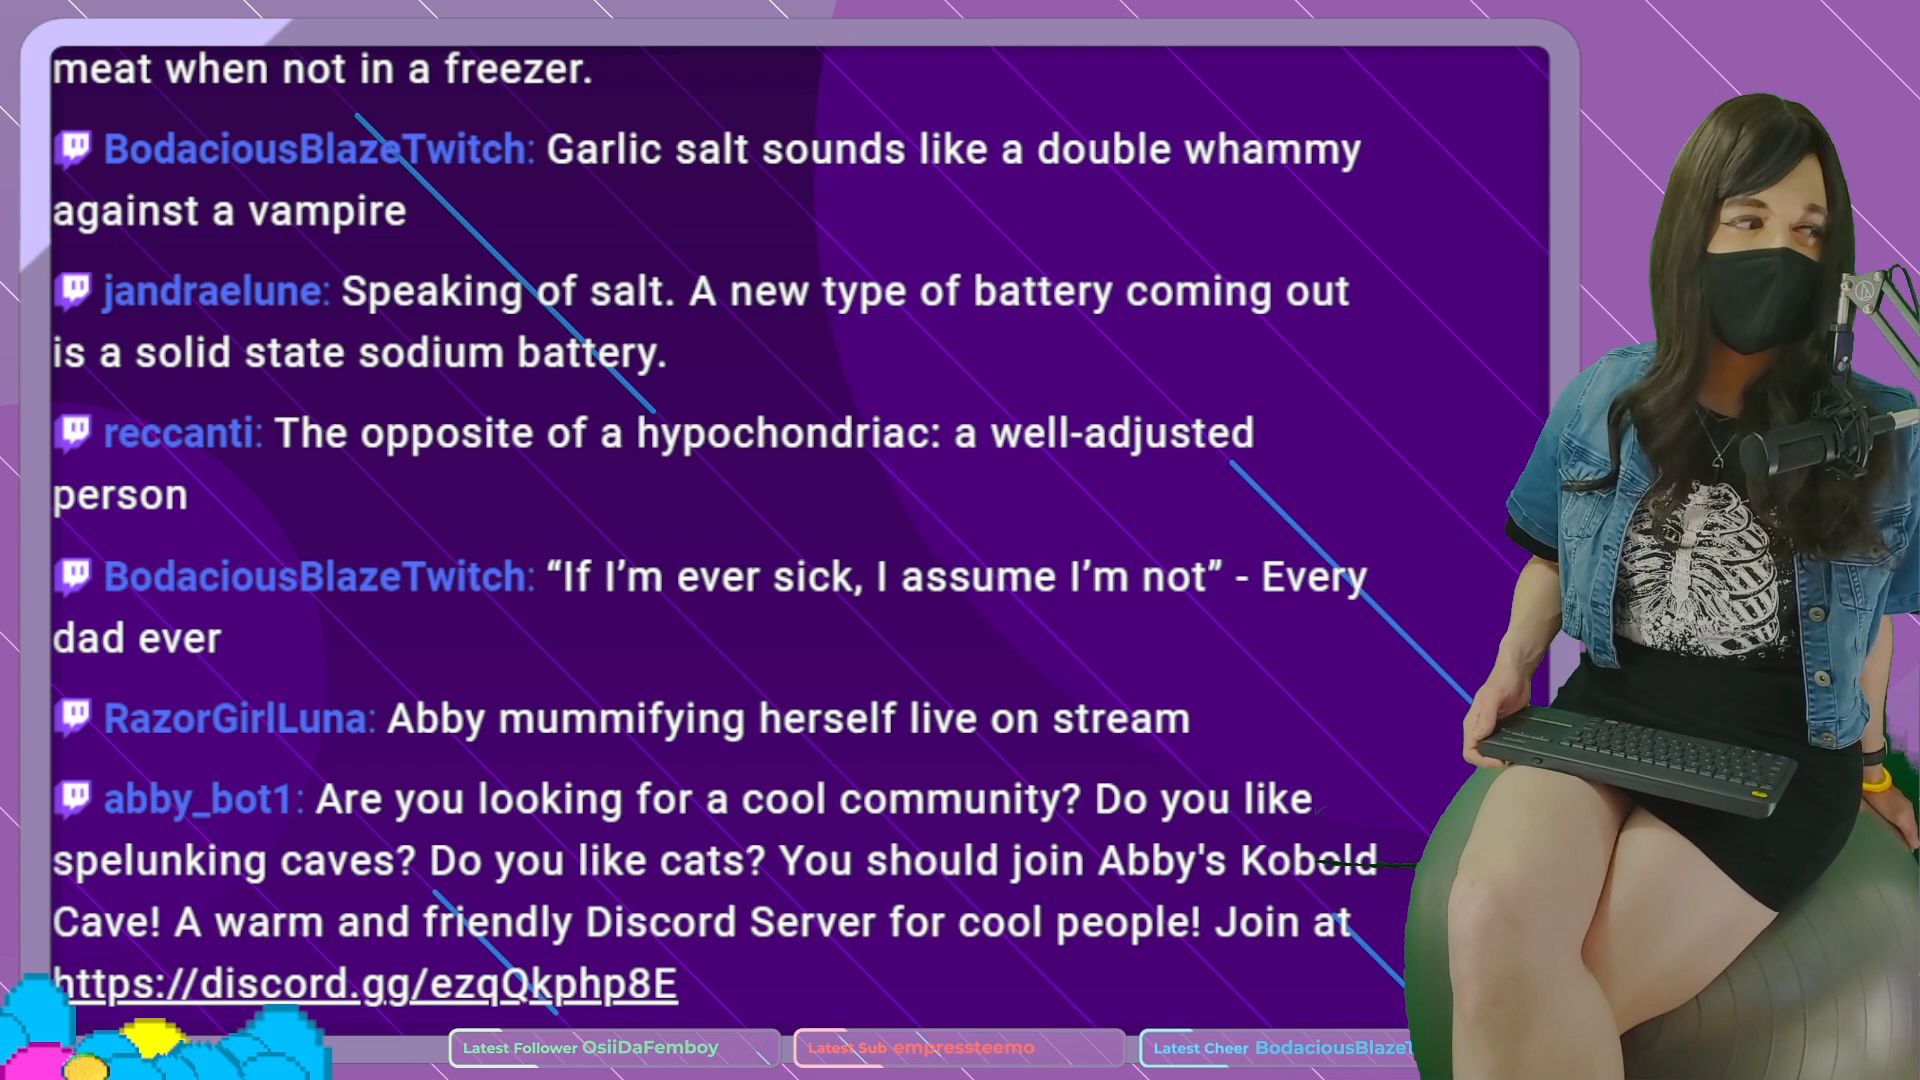 meat when not in a freezer.
BodaciousBlazeTwitch: Garlic salt sounds like a double whammy
against a vampire
jandraelune: Speaking of salt. A new type of battery coming out
is a solid state sodium battery.
reccanti: The opposite of a hypochondriac: a well-adjusted
person
BodaciousBlazeTwitch: “If I’m ever sick, I assume I’m not” - Every
dad ever
RazorGirlLuna: Abby mummifying herself live on stream
abby_bot1: Are you looking for a cool community? Do you like
spelunking caves? Do you like cats? You should join Abby's Kobold
Cave! A warm and friendly Discord Server for cool people! Join at
https://discord.gg/ezqQkphp8E
Latest Follower OsiiDaFemboy
Latest Sub empressteemo
Latest Cheer BodaciousBlazeT